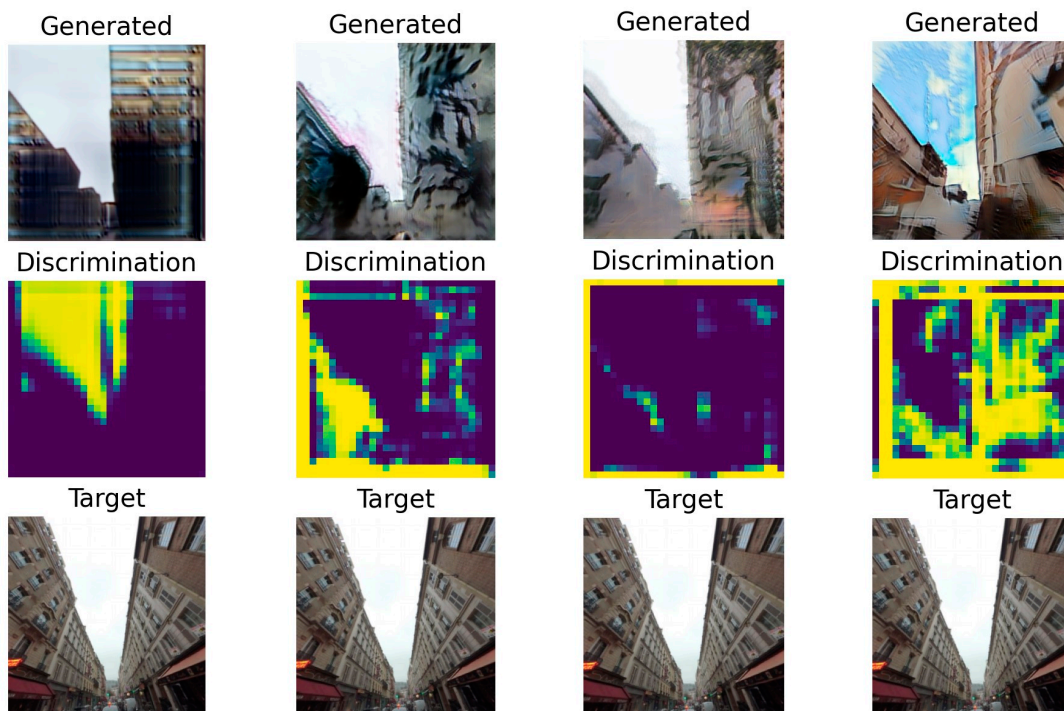 Generated Generated Generated Generated
Discrimination Discrimination Discrimination Discrimination
Target Target Target Target